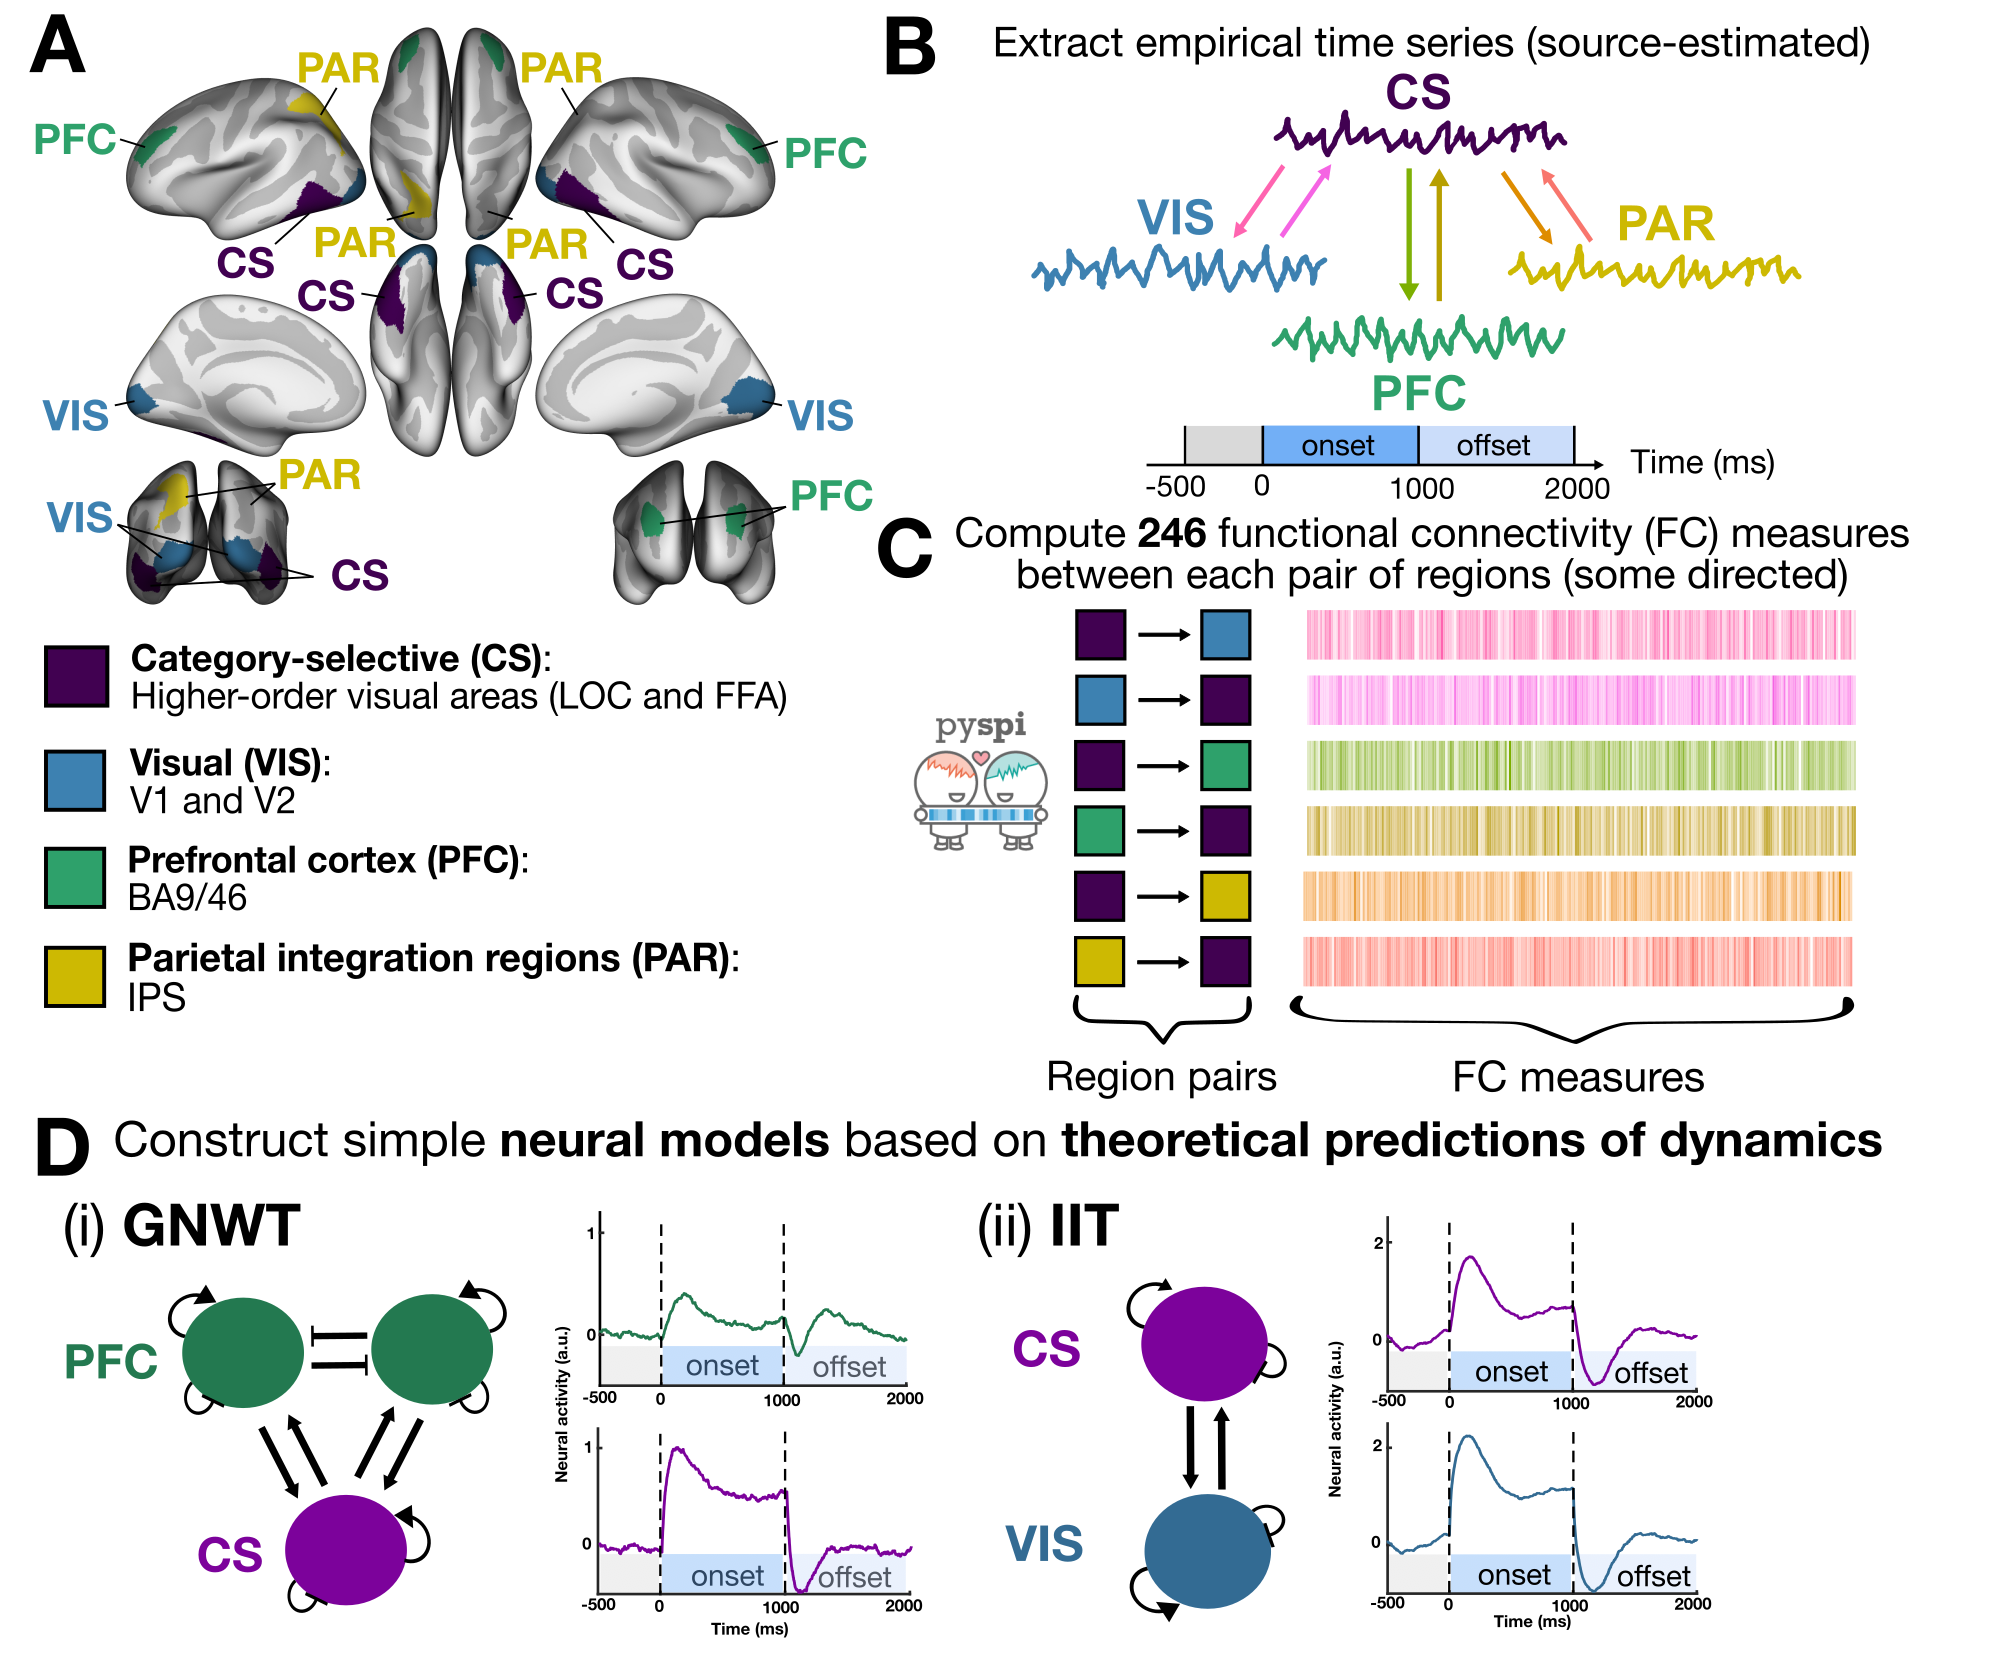 A
PAR
PAR
PFC
PFC
PAR
PAR
CS
CS
CS
CS
VIS
VIS
PAR
VIS
PFC
CS
Category-selective (CS):
Higher-order visual areas (LOC and FFA)
Visual (VIS):
V1 and V2
Prefrontal cortex (PFC):
BA9/46
Parietal integration regions (PAR):
IPS
B
Extract empirical time series (source-estimated)
CS
VIS
PAR
PFC
onset
offset
Time (ms)
-500
0
1000
2000
C
Compute 246 functional connectivity (FC) measures
between each pair of regions (some directed)
pyspi
Region pairs
FC measures
D
Construct simple neural models based on theoretical predictions of dynamics
(i) GNWT
PFC
CS
Neural activity (a.u.)
1
0
onset
offset
-500
0
1000
2000
1
0
onset
offset
-500
0
1000
2000
Time (ms)
(ii) IIT
CS
VIS
Neural activity (a.u.)
2
0
onset
offset
-500
0
1000
2000
2
0
onset
offset
-500
0
1000
2000
Time (ms)